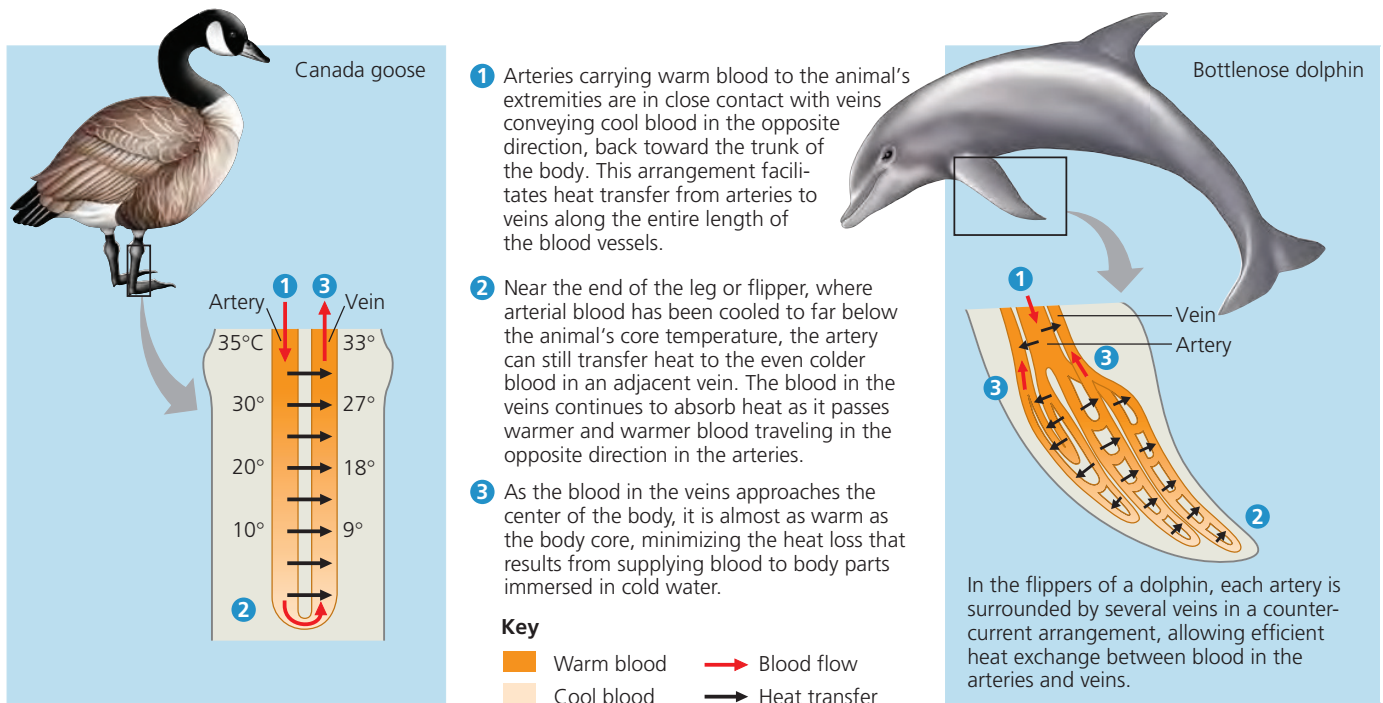 Canada goose
Artery
1
3
Vein
35°C
33°
30°
27°
20°
18°
10°
9°
2
1 Arteries carrying warm blood to the animal's
extremities are in close contact with veins
conveying cool blood in the opposite
direction, back toward the trunk of
the body. This arrangement facili-
tates heat transfer from arteries to
veins along the entire length of
the blood vessels.
2 Near the end of the leg or flipper, where
arterial blood has been cooled to far below
the animal's core temperature, the artery
can still transfer heat to the even colder
blood in an adjacent vein. The blood in the
veins continues to absorb heat as it passes
warmer and warmer blood traveling in the
opposite direction in the arteries.
3 As the blood in the veins approaches the
center of the body, it is almost as warm as
the body core, minimizing the heat loss that
results from supplying blood to body parts
immersed in cold water.
Key
Warm blood
Blood flow
Cool blood
Heat transfer
Bottlenose dolphin
1
Vein
Artery
3
3
2
In the flippers of a dolphin, each artery is
surrounded by several veins in a counter-
current arrangement, allowing efficient
heat exchange between blood in the
arteries and veins.